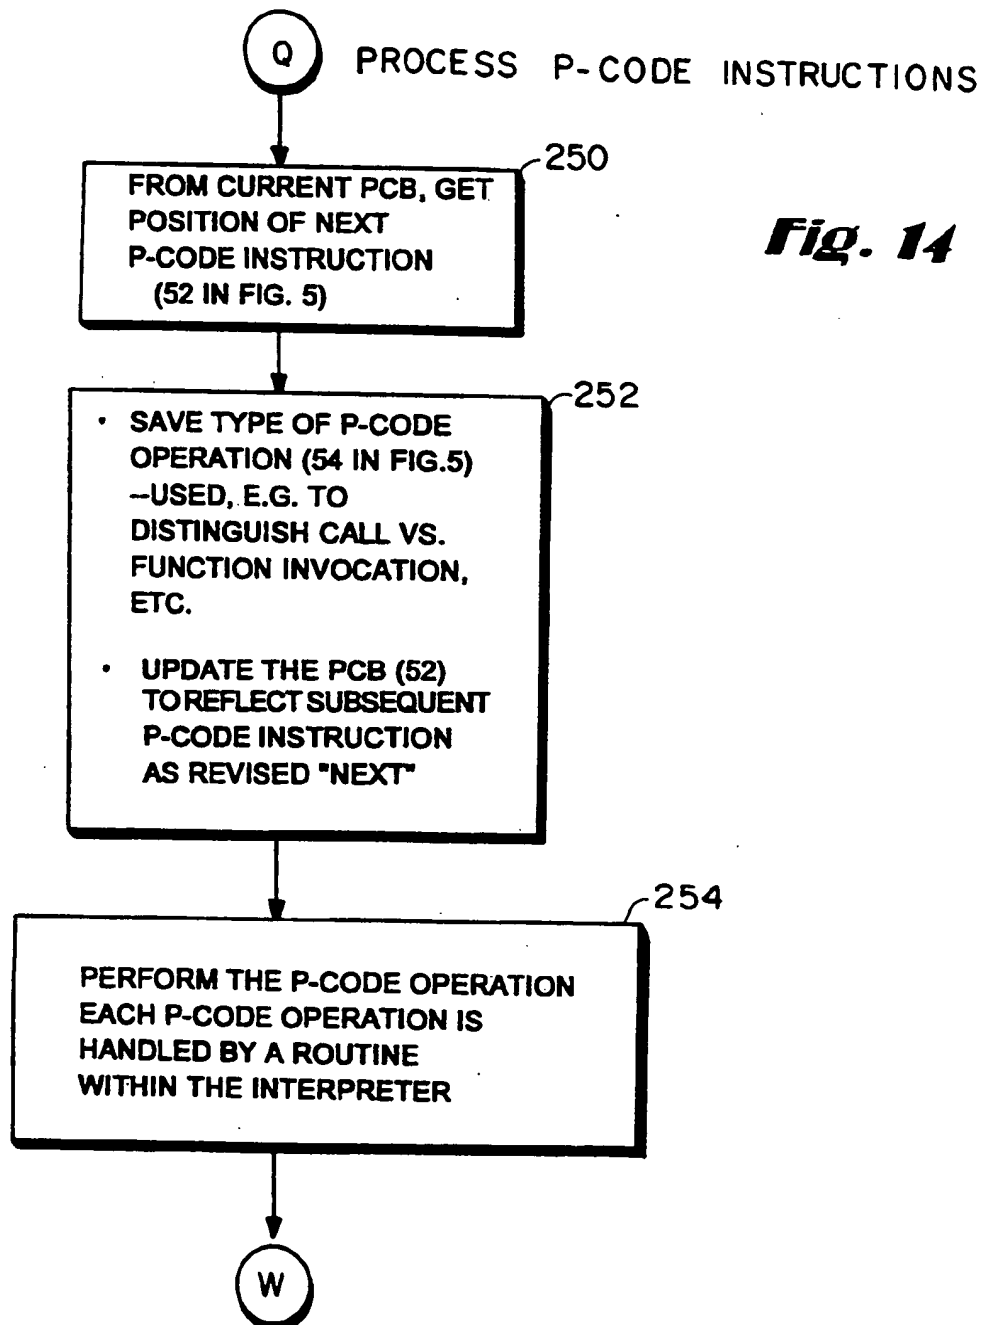 Q
PROCESS P-CODE INSTRUCTIONS
250
FROM CURRENT PCB, GET
POSITION OF NEXT
P-CODE INSTRUCTION
(52 IN FIG. 5)
Fig. 14
252
• SAVE TYPE OF P-CODE
OPERATION (54 IN FIG.5)
--USED, E.G. TO
DISTINGUISH CALL VS.
FUNCTION INVOCATION,
ETC.
• UPDATE THE PCB (52)
TO REFLECT SUBSEQUENT
P-CODE INSTRUCTION
AS REVISED "NEXT"
254
PERFORM THE P-CODE OPERATION
EACH P-CODE OPERATION IS
HANDLED BY A ROUTINE
WITHIN THE INTERPRETER
W